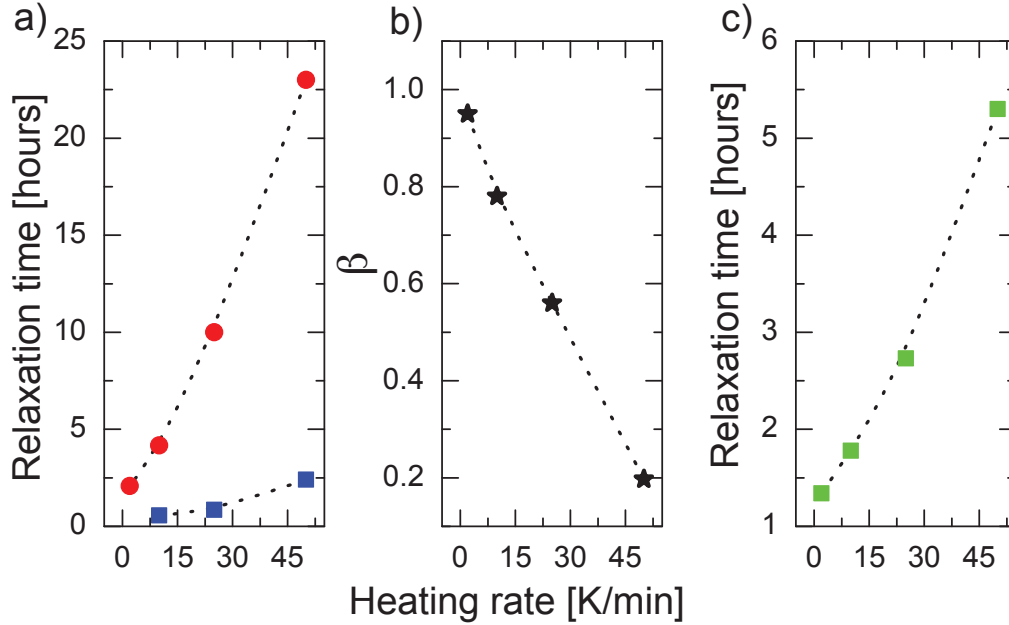 a)
b)
c)
Relaxation time [hours]
25
20
15
10
5
0
0 15 30 45
β
1.0
0.8
0.6
0.4
0.2
0 15 30 45
Relaxation time [hours]
6
5
4
3
2
1
0 15 30 45
Heating rate [K/min]